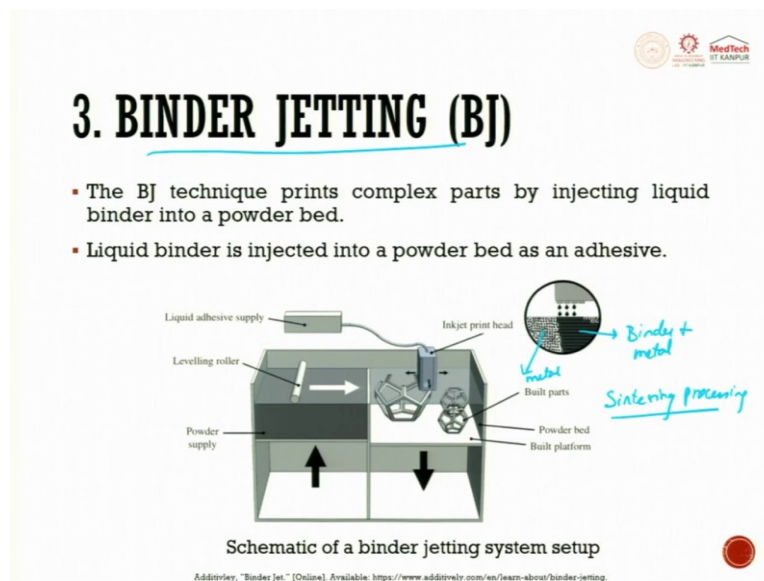 MedTech
IIT KANPUR
3. BINDER JETTING (BJ)
▪ The BJ technique prints complex parts by injecting liquid
binder into a powder bed.
▪ Liquid binder is injected into a powder bed as an adhesive.
Liquid adhesive supply
Inkjet print head
Binder +
metal
Levelling roller
metal
Built parts
Sintering processing
Powder
supply
Powder bed
Built platform
Schematic of a binder jetting system setup
Additivley, "Binder Jet." [Online]. Available: https://www.additively.com/en/learn-about/binder-jetting.